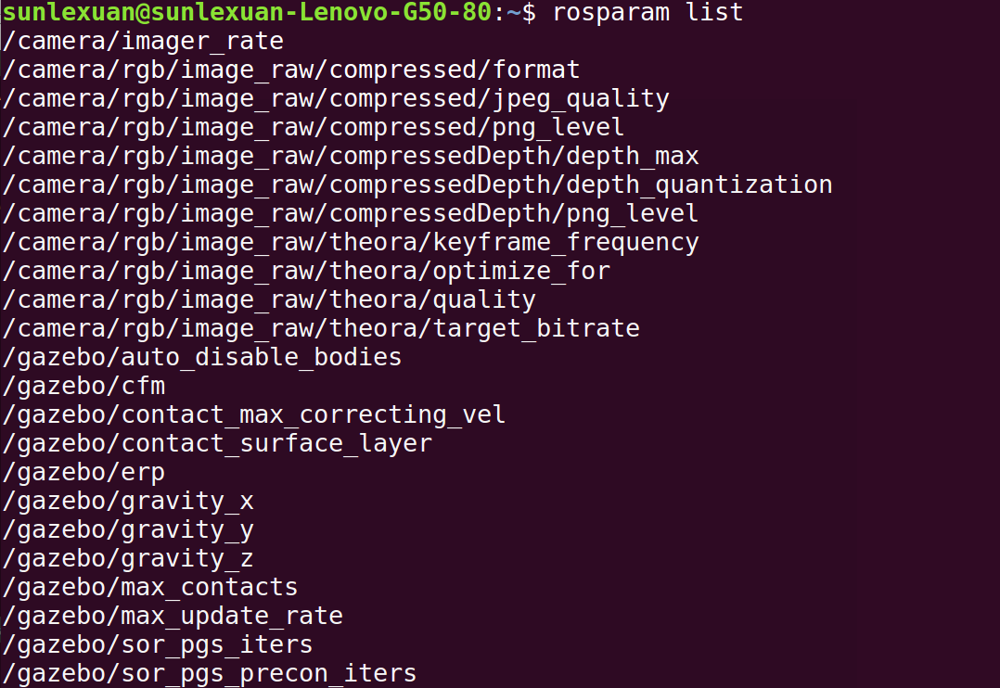 sunlexuan@sunlexuan-Lenovo-G50-80:~$ rosparam list
/camera/imager_rate
/camera/rgb/image_raw/compressed/format
/camera/rgb/image_raw/compressed/jpeg_quality
/camera/rgb/image_raw/compressed/png_level
/camera/rgb/image_raw/compressedDepth/depth_max
/camera/rgb/image_raw/compressedDepth/depth_quantization
/camera/rgb/image_raw/compressedDepth/png_level
/camera/rgb/image_raw/theora/keyframe_frequency
/camera/rgb/image_raw/theora/optimize_for
/camera/rgb/image_raw/theora/quality
/camera/rgb/image_raw/theora/target_bitrate
/gazebo/auto_disable_bodies
/gazebo/cfm
/gazebo/contact_max_correcting_vel
/gazebo/contact_surface_layer
/gazebo/erp
/gazebo/gravity_x
/gazebo/gravity_y
/gazebo/gravity_z
/gazebo/max_contacts
/gazebo/max_update_rate
/gazebo/sor_pgs_iters
/gazebo/sor_pgs_precon_iters